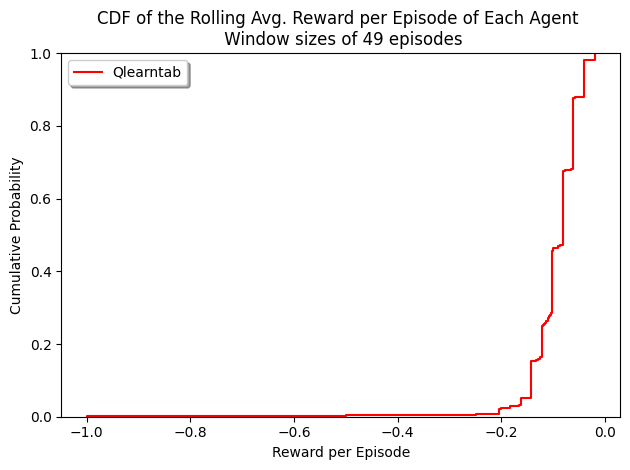 CDF of the Rolling Avg. Reward per Episode of Each Agent
Window sizes of 49 episodes
Qlearntab
1.0
0.8
0.6
0.4
0.2
0.0
Cumulative Probability
−1.0 −0.8 −0.6 −0.4 −0.2 0.0
Reward per Episode